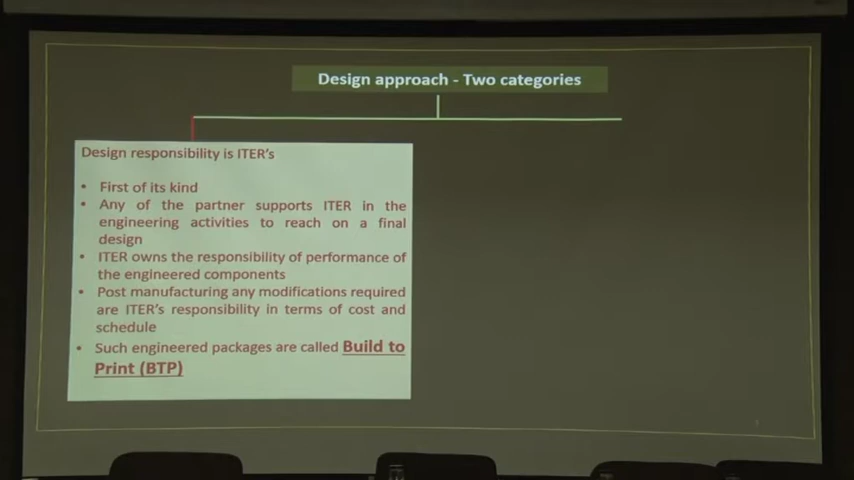 Design approach - Two categories
Design responsibility is ITER's
• First of its kind
• Any of the partner supports ITER in the
engineering activities to reach on a final
design
• ITER owns the responsibility of performance of
the engineered components
• Post manufacturing any modifications required
are ITER's responsibility in terms of cost and
schedule
• Such engineered packages are called Build to
Print (BTP)